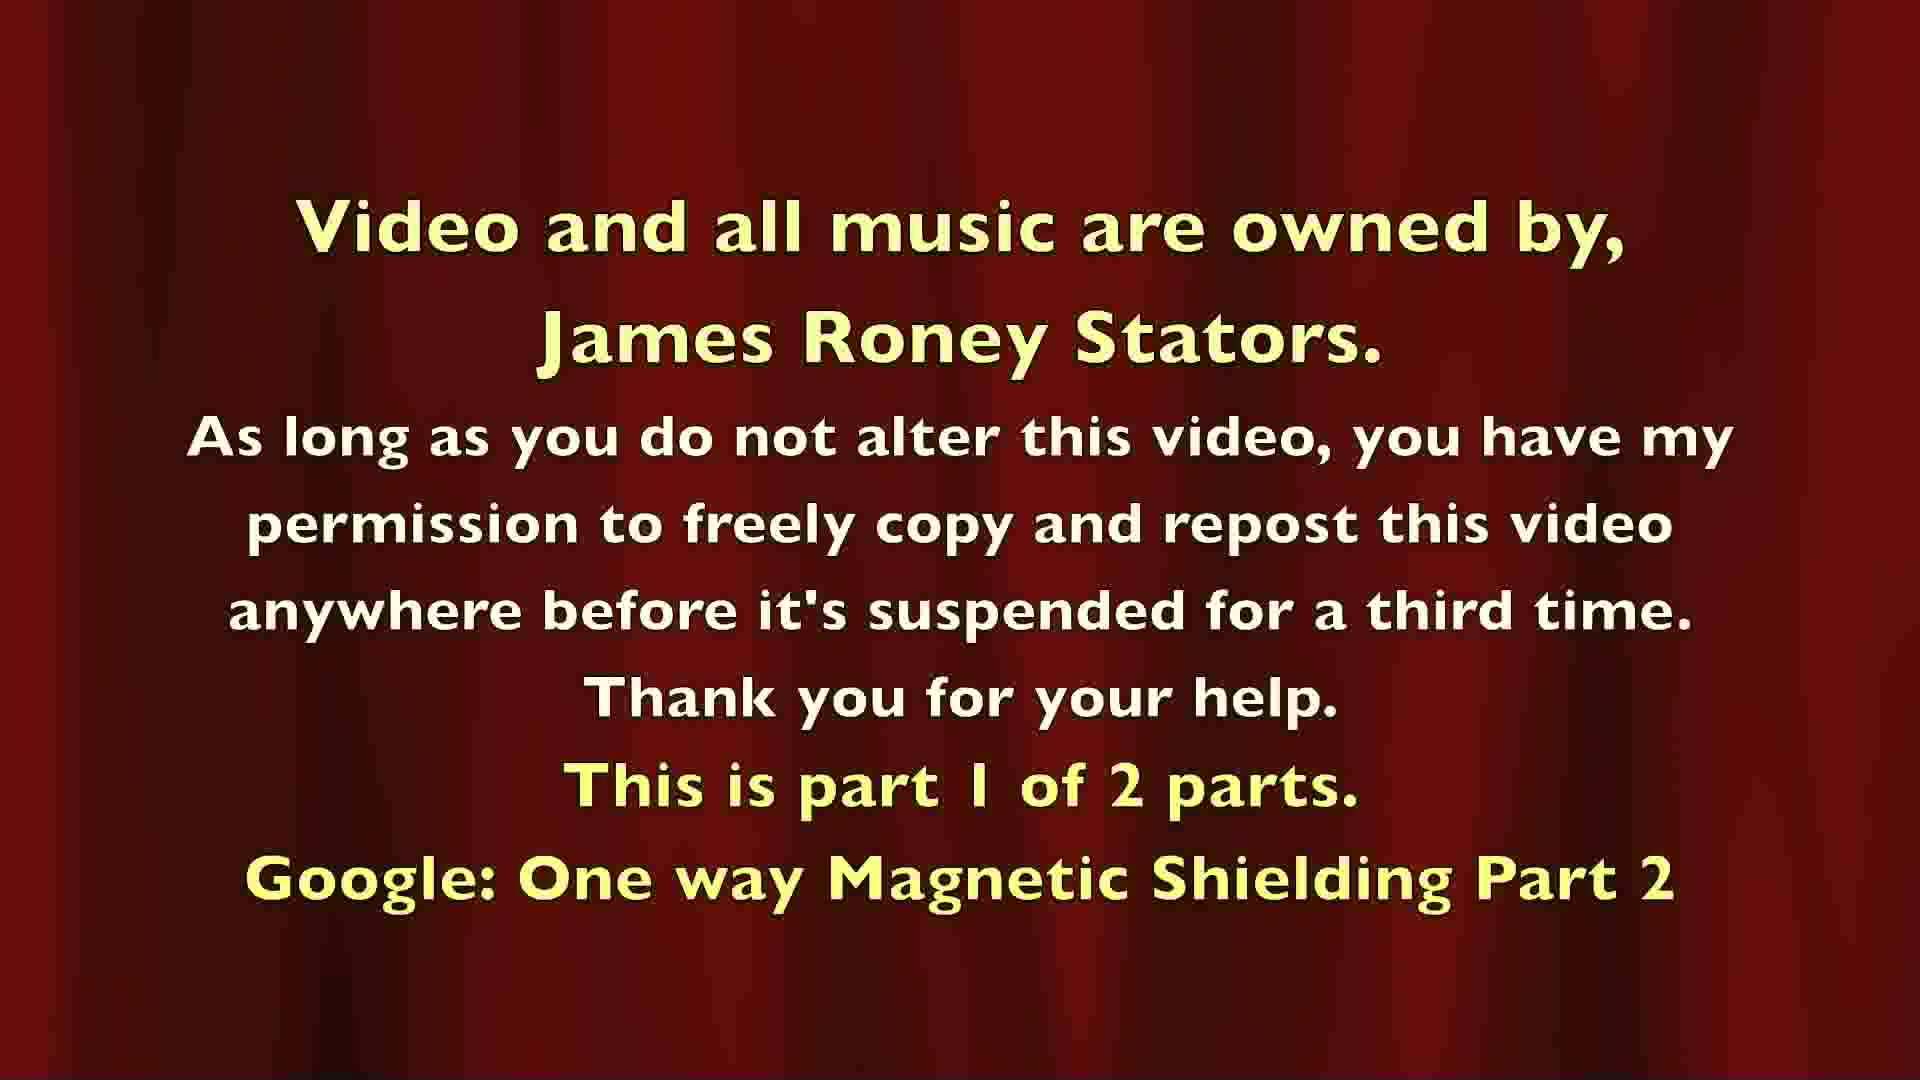 Video and all music are owned by,
James Roney Stators.
As long as you do not alter this video, you have my
permission to freely copy and repost this video
anywhere before it's suspended for a third time.
Thank you for your help.
This is part 1 of 2 parts.
Google: One way Magnetic Shielding Part 2